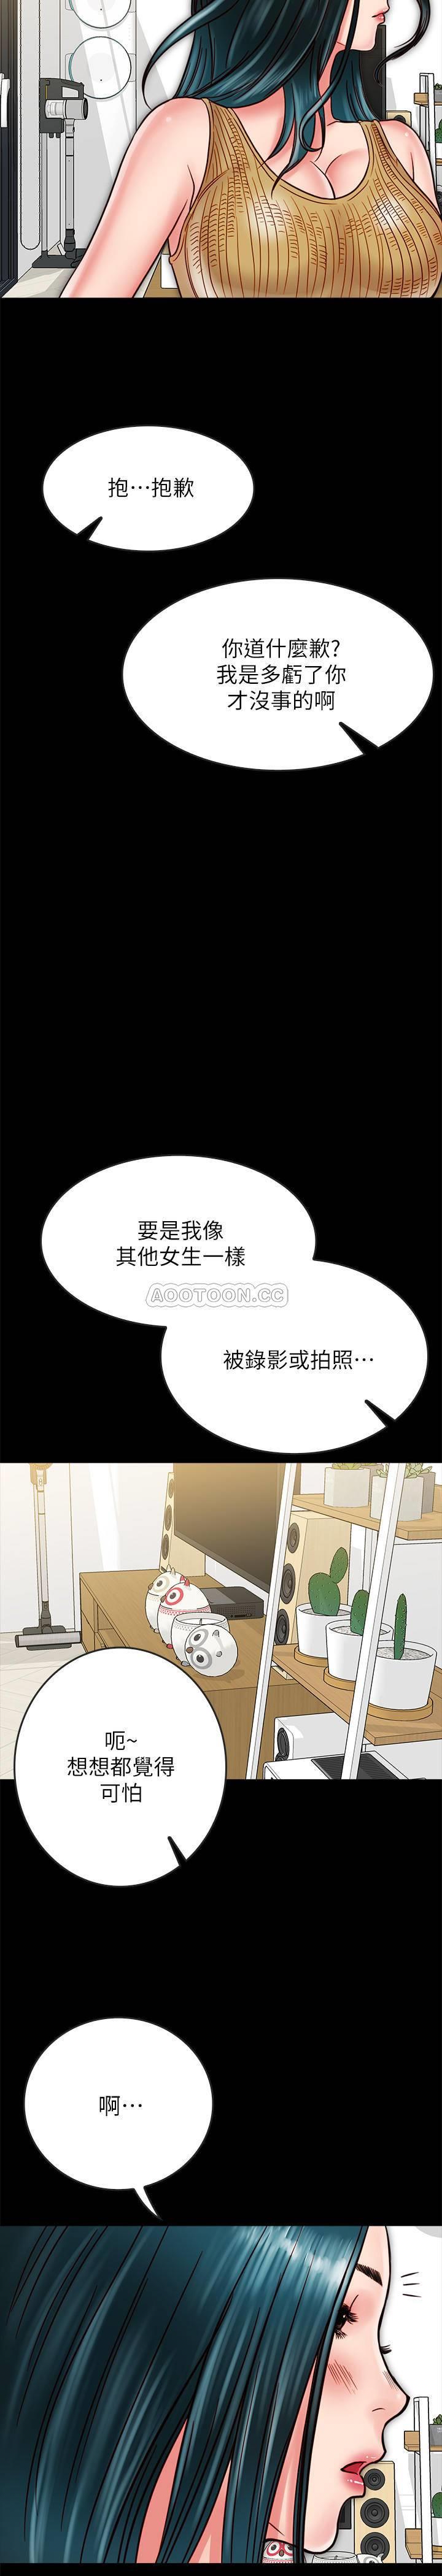 抱…抱歉
你道什麼歉?
我是多虧了你
才沒事的啊
要是我像
其他女生一樣
AOOTOON.CC
被錄影或拍照…
呃~
想想都覺得
可怕
啊…